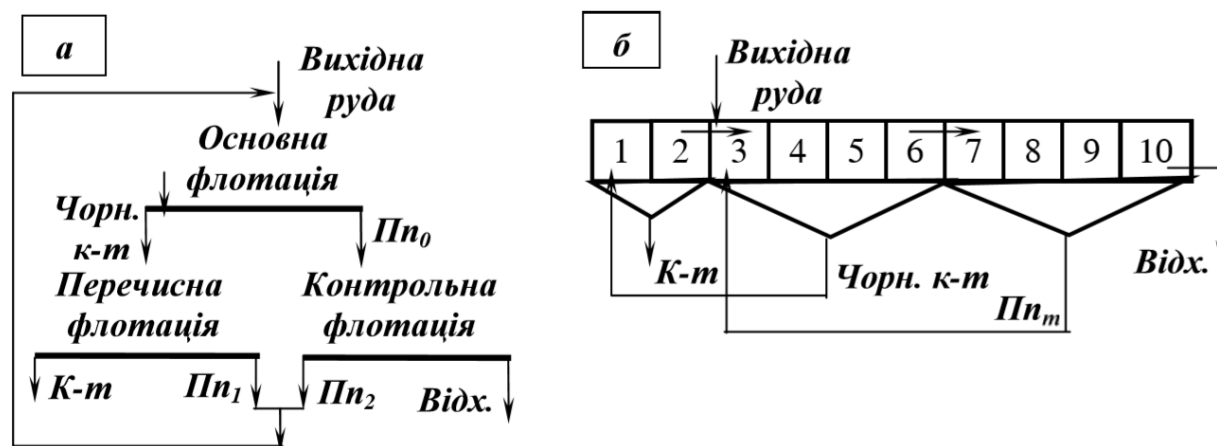 а
Вихідна
руда
Основна
флотація
Чорн.
к-т
Пп₀
Перечисна
флотація
Контрольна
флотація
К-т
Пп₁
Пп₂
Відх.
б
Вихідна
руда
1 2 3 4 5 6 7 8 9 10
К-т
Чорн. к-т
Ппₘ
Відх.